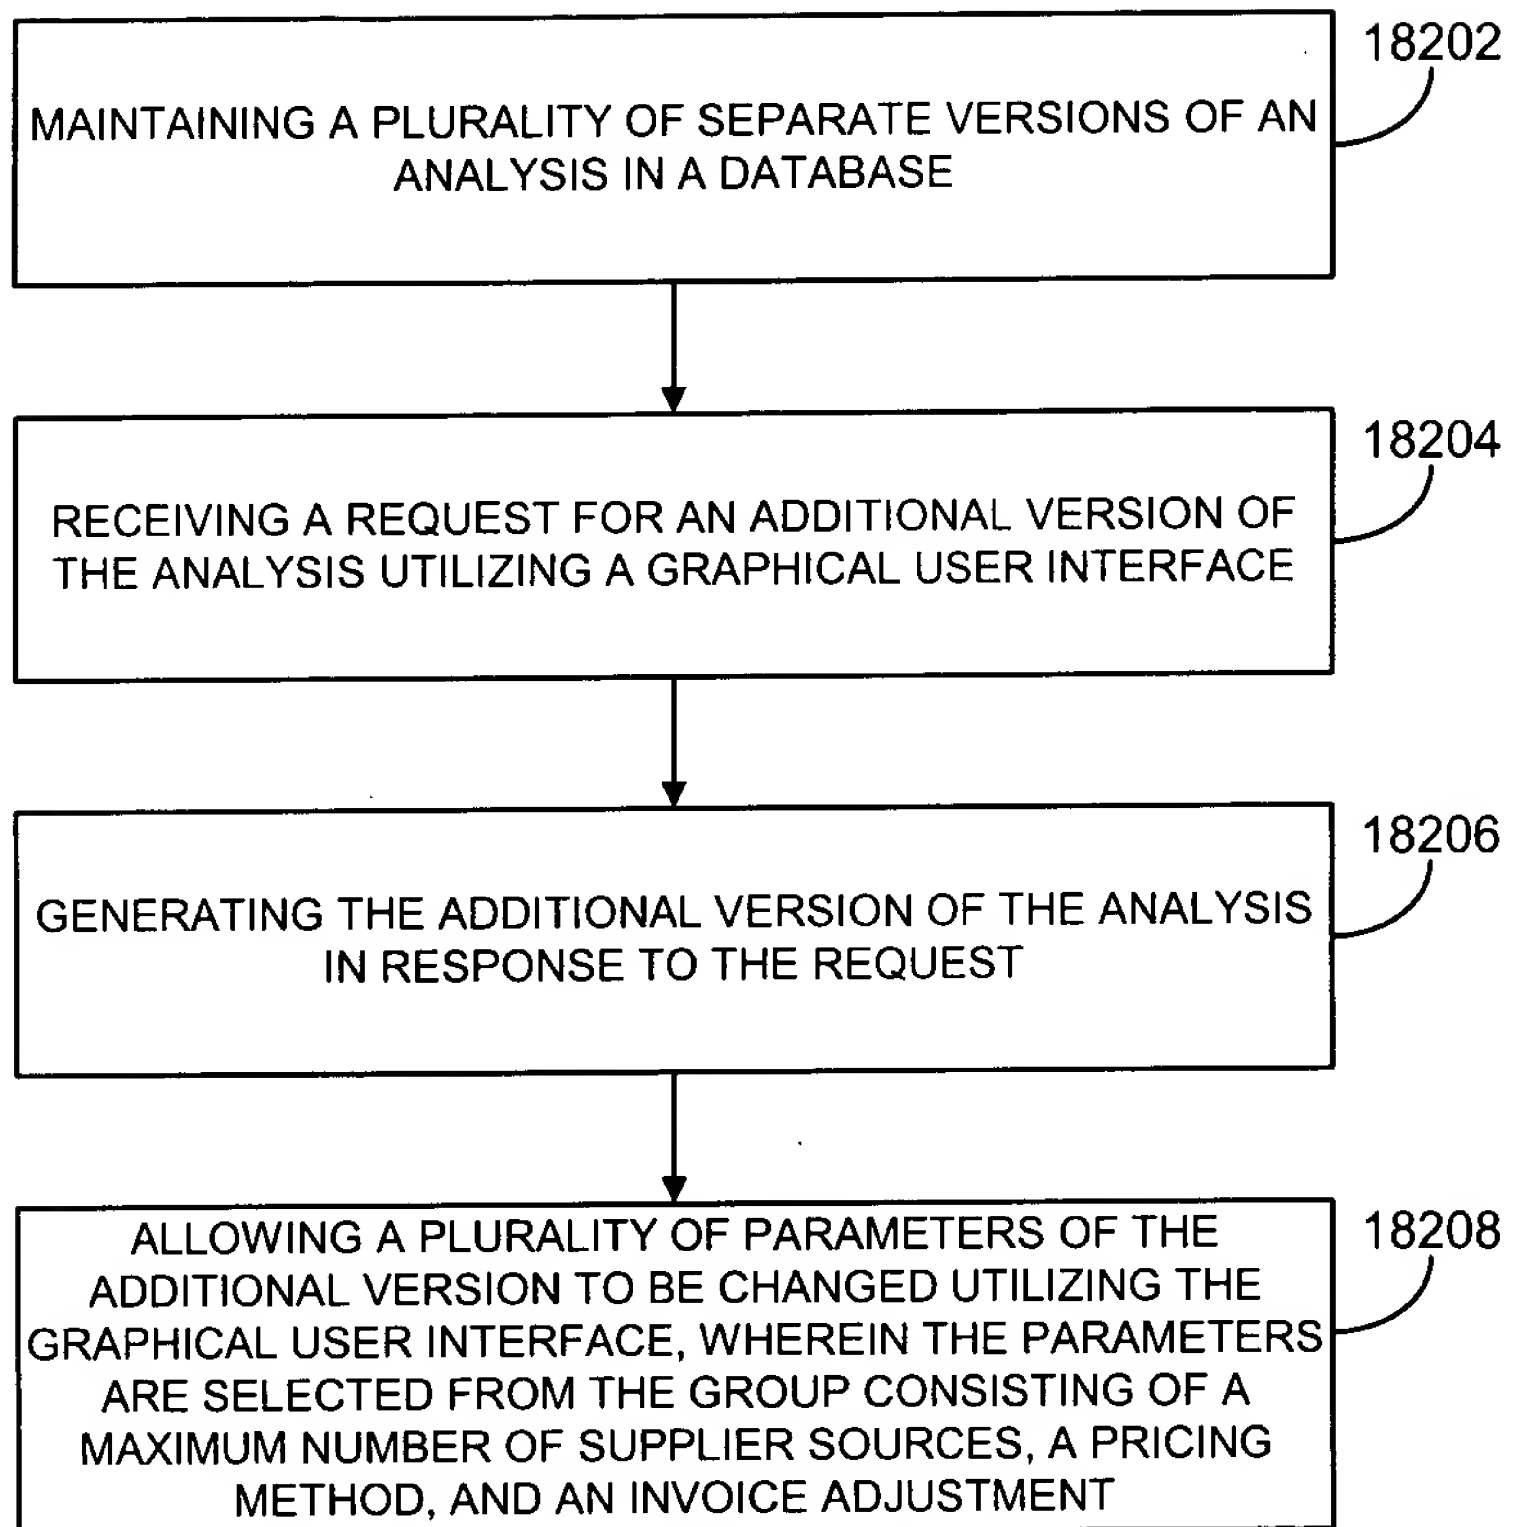 18202
MAINTAINING A PLURALITY OF SEPARATE VERSIONS OF AN
ANALYSIS IN A DATABASE
18204
RECEIVING A REQUEST FOR AN ADDITIONAL VERSION OF
THE ANALYSIS UTILIZING A GRAPHICAL USER INTERFACE
18206
GENERATING THE ADDITIONAL VERSION OF THE ANALYSIS
IN RESPONSE TO THE REQUEST
18208
ALLOWING A PLURALITY OF PARAMETERS OF THE
ADDITIONAL VERSION TO BE CHANGED UTILIZING THE
GRAPHICAL USER INTERFACE, WHEREIN THE PARAMETERS
ARE SELECTED FROM THE GROUP CONSISTING OF A
MAXIMUM NUMBER OF SUPPLIER SOURCES, A PRICING
METHOD, AND AN INVOICE ADJUSTMENT